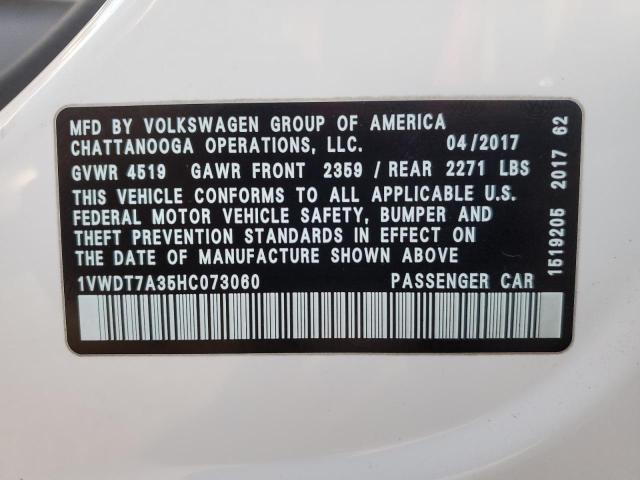 MFD BY VOLKSWAGEN GROUP OF AMERICA
CHATTANOOGA OPERATIONS, LLC. 04/2017
GVWR 4519 GAWR FRONT 2359 / REAR 2271 LBS
THIS VEHICLE CONFORMS TO ALL APPLICABLE U.S.
FEDERAL MOTOR VEHICLE SAFETY, BUMPER AND
THEFT PREVENTION STANDARDS IN EFFECT ON
THE DATE OF MANUFACTURE SHOWN ABOVE
1VWDT7A35HC073060 PASSENGER CAR
1519205 2017 62